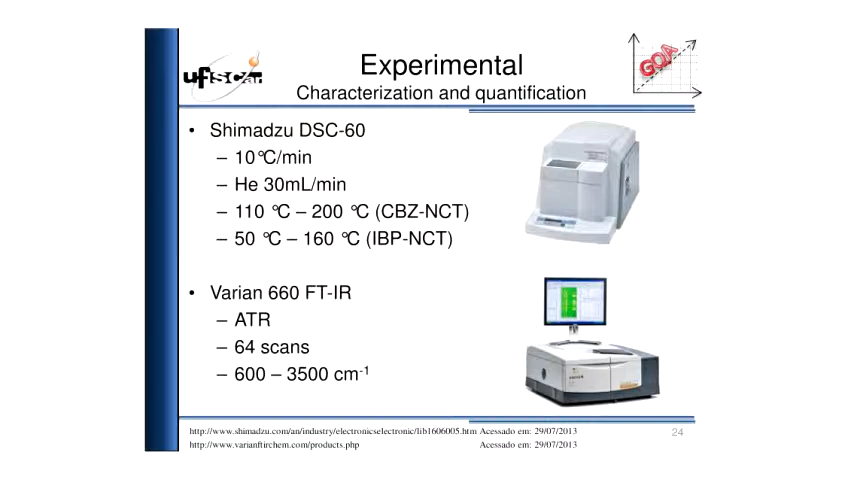 ufscar
Experimental
Characterization and quantification
GQA
• Shimadzu DSC-60
– 10°C/min
– He 30mL/min
– 110 °C – 200 °C (CBZ-NCT)
– 50 °C – 160 °C (IBP-NCT)
• Varian 660 FT-IR
– ATR
– 64 scans
– 600 – 3500 cm⁻¹
http://www.shimadzu.com/an/industry/electronicselectronic/lib1606005.htm Acessado em: 29/07/2013
http://www.varianftirchem.com/products.php Acessado em: 29/07/2013
24